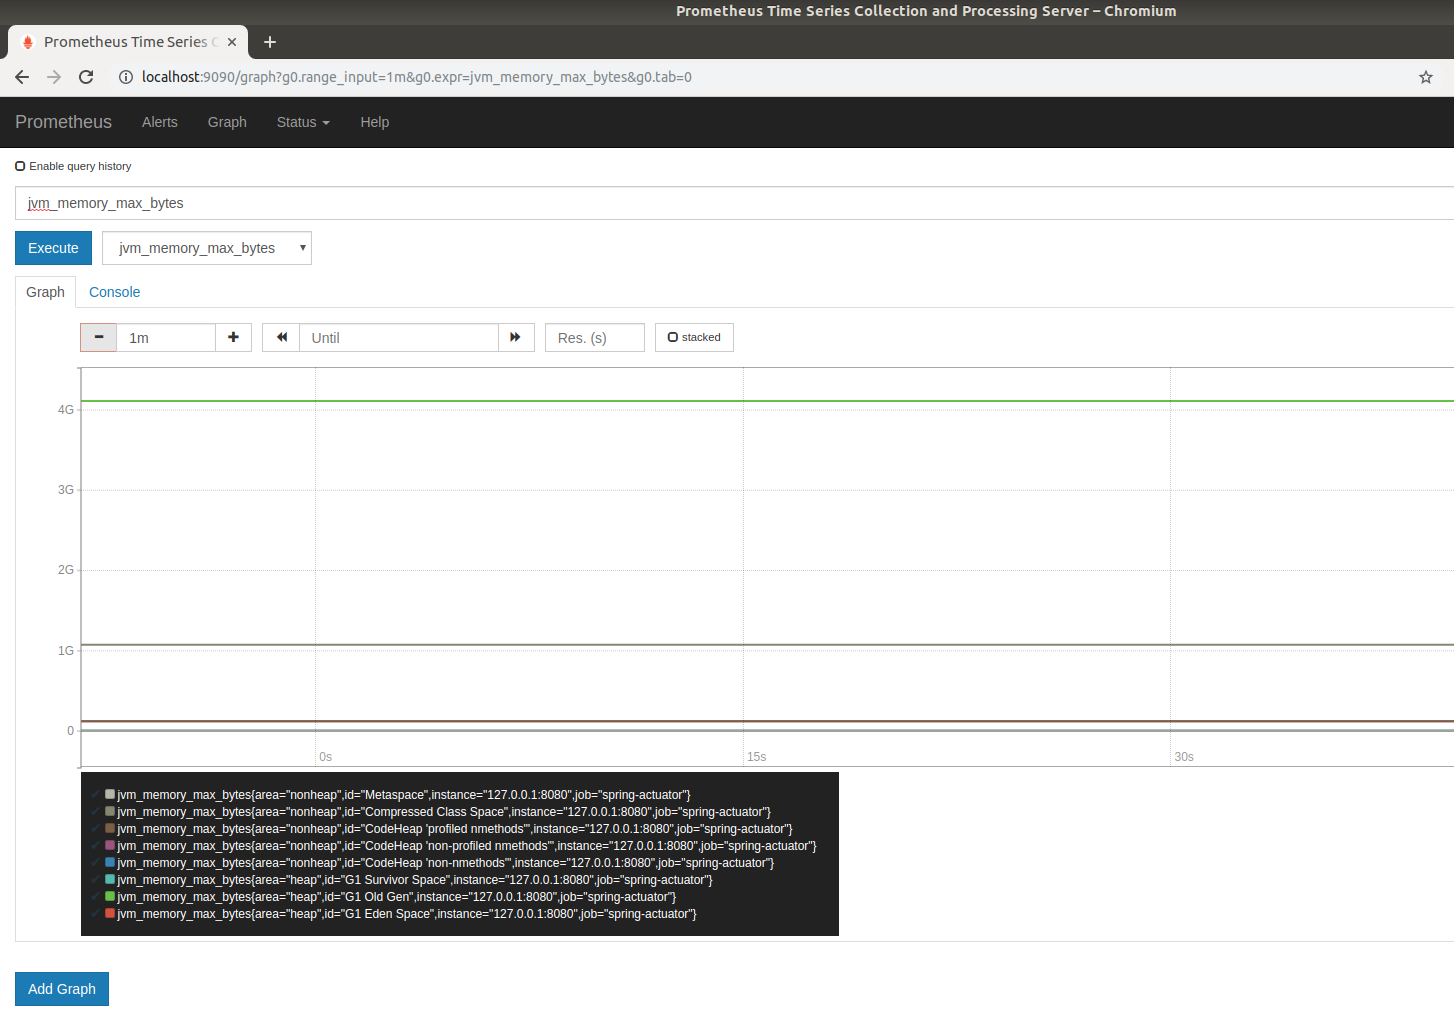 Prometheus Time Series Collection and Processing Server – Chromium
Prometheus Time Series
localhost:9090/graph?g0.range_input=1m&g0.expr=jvm_memory_max_bytes&g0.tab=0
Prometheus Alerts Graph Status Help
Enable query history
jvm_memory_max_bytes
Execute jvm_memory_max_bytes
Graph Console
1m Until Res. (s) stacked
4G
3G
2G
1G
0
0s 15s 30s
jvm_memory_max_bytes{area="nonheap",id="Metaspace",instance="127.0.0.1:8080",job="spring-actuator"}
jvm_memory_max_bytes{area="nonheap",id="Compressed Class Space",instance="127.0.0.1:8080",job="spring-actuator"}
jvm_memory_max_bytes{area="nonheap",id="CodeHeap 'profiled nmethods'",instance="127.0.0.1:8080",job="spring-actuator"}
jvm_memory_max_bytes{area="nonheap",id="CodeHeap 'non-profiled nmethods'",instance="127.0.0.1:8080",job="spring-actuator"}
jvm_memory_max_bytes{area="nonheap",id="CodeHeap 'non-nmethods'",instance="127.0.0.1:8080",job="spring-actuator"}
jvm_memory_max_bytes{area="heap",id="G1 Survivor Space",instance="127.0.0.1:8080",job="spring-actuator"}
jvm_memory_max_bytes{area="heap",id="G1 Old Gen",instance="127.0.0.1:8080",job="spring-actuator"}
jvm_memory_max_bytes{area="heap",id="G1 Eden Space",instance="127.0.0.1:8080",job="spring-actuator"}
Add Graph